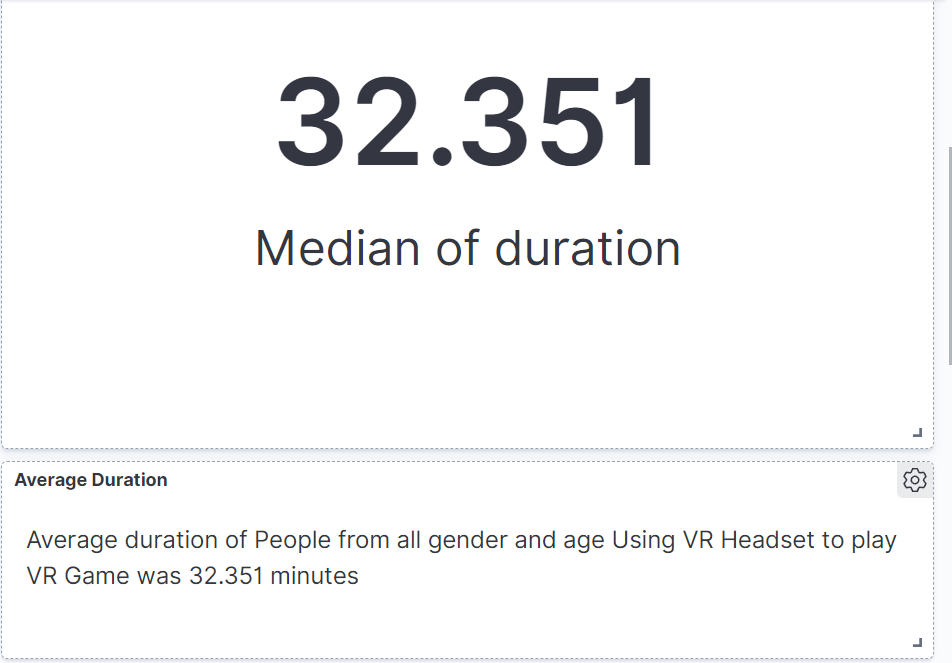 32.351
Median of duration
Average Duration
Average duration of People from all gender and age Using VR Headset to play
VR Game was 32.351 minutes